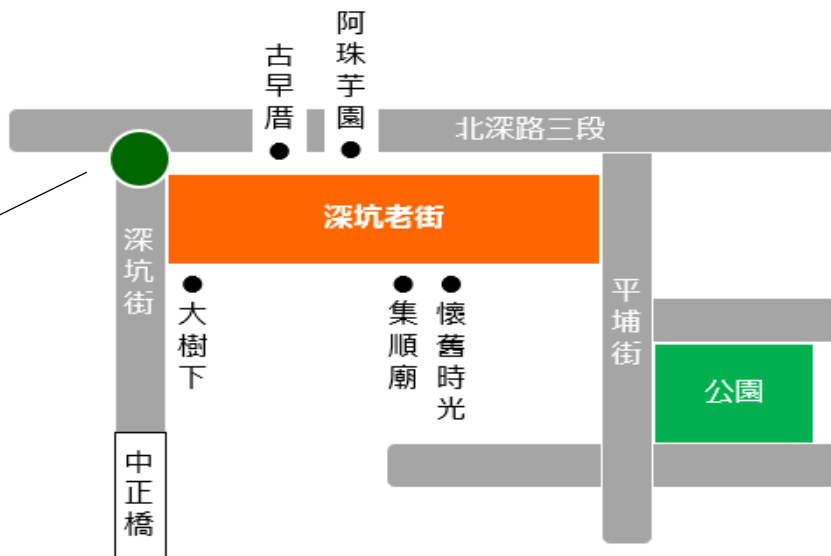 阿珠芋園
古早厝
北深路三段
深坑老街
深坑街
大樹下
集順廟
懷舊時光
平埔街
公園
中正橋